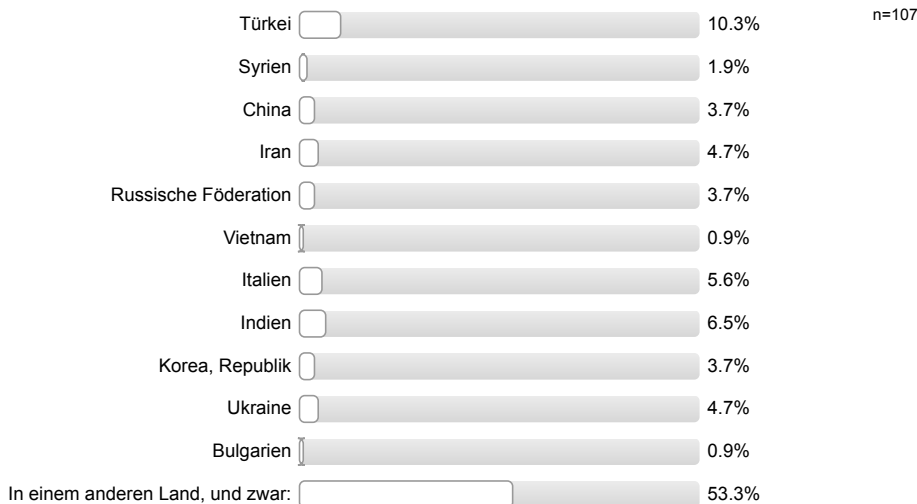 n=107
Türkei 10.3%
Syrien 1.9%
China 3.7%
Iran 4.7%
Russische Föderation 3.7%
Vietnam 0.9%
Italien 5.6%
Indien 6.5%
Korea, Republik 3.7%
Ukraine 4.7%
Bulgarien 0.9%
In einem anderen Land, und zwar: 53.3%